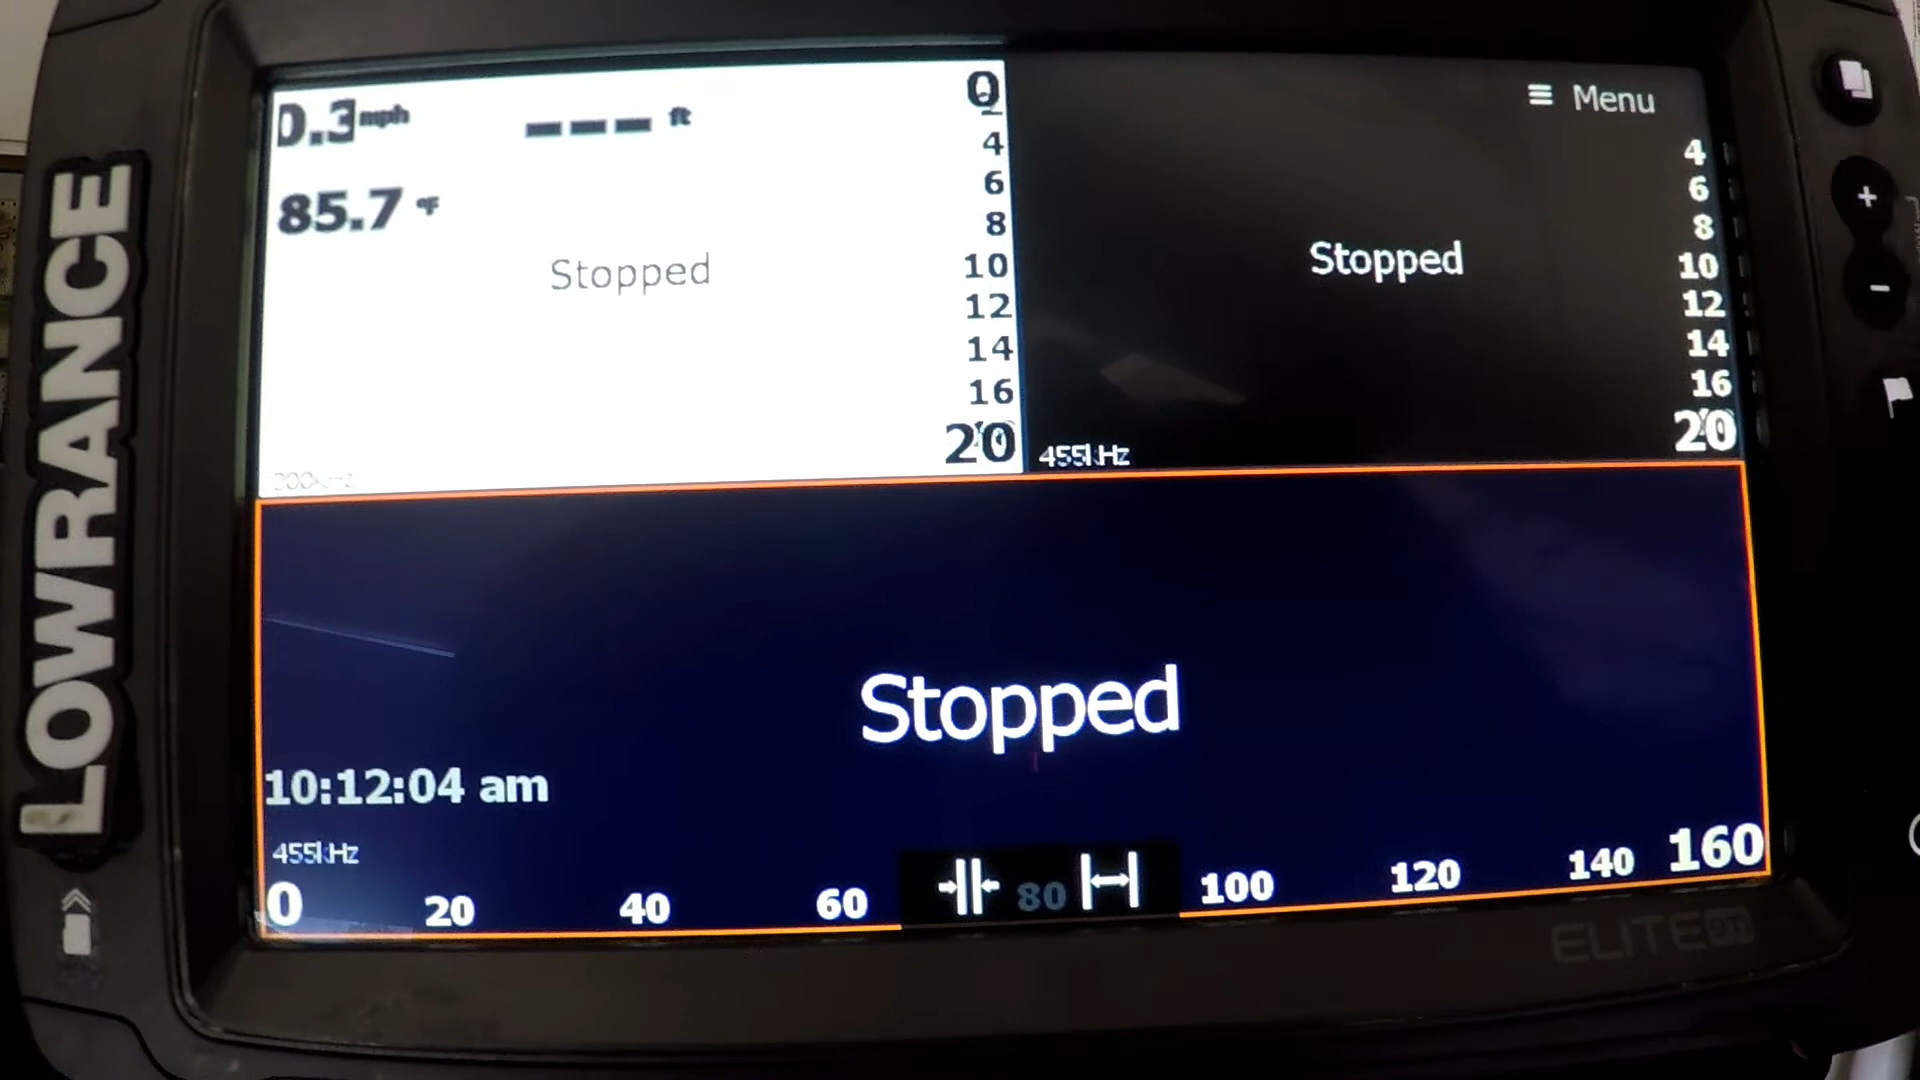 LOWRANCE
0.3 mph
--- ft
85.7 °F
Stopped
0
4
6
8
10
12
14
16
20
200kHz
Menu
Stopped
4
6
8
10
12
14
16
20
455kHz
Stopped
10:12:04 am
455kHz
0 20 40 60 80 100 120 140 160
ELITE